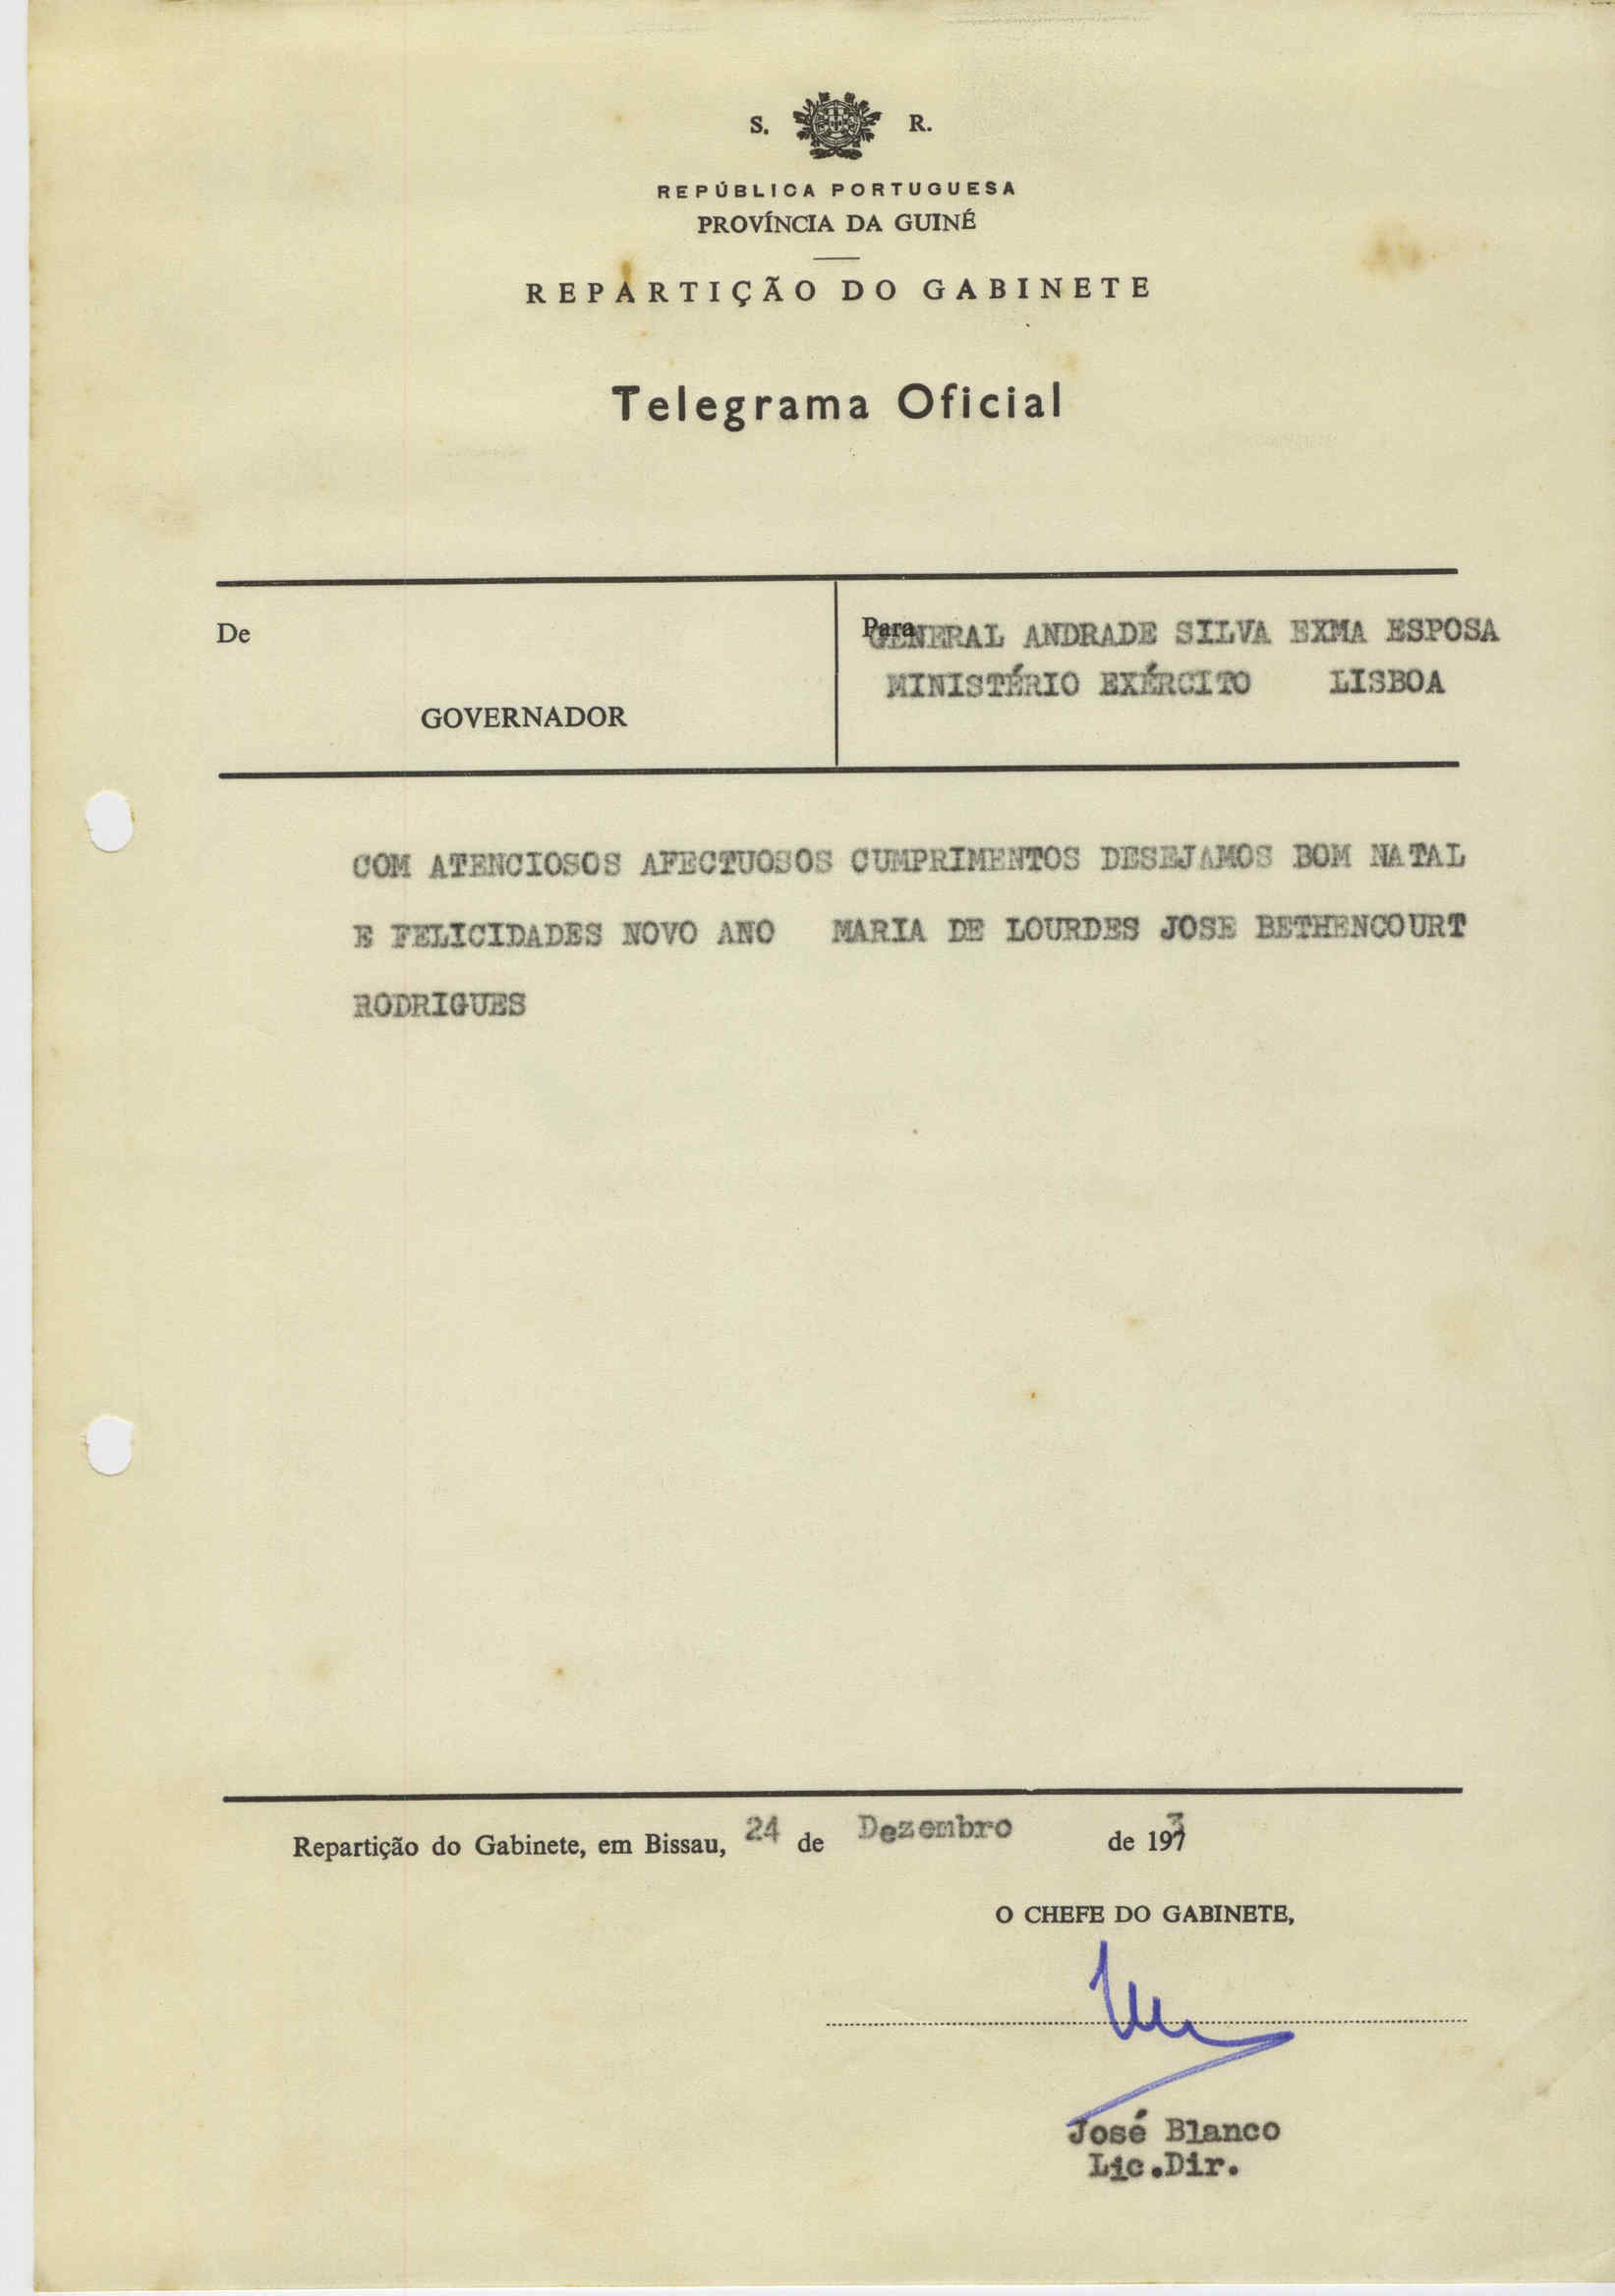 S. R.
REPÚBLICA PORTUGUESA
PROVÍNCIA DA GUINÉ
REPARTIÇÃO DO GABINETE
Telegrama Oficial
De
GOVERNADOR
Para GENERAL ANDRADE SILVA EXMA ESPOSA
MINISTÉRIO EXÉRCITO LISBOA
COM ATENCIOSOS AFECTUOSOS CUMPRIMENTOS DESEJAMOS BOM NATAL
E FELICIDADES NOVO ANO MARIA DE LOURDES JOSE BETHENCOURT
RODRIGUES
Repartição do Gabinete, em Bissau, 24 de Dezembro de 1973
O CHEFE DO GABINETE,
José Blanco
Lic.Dir.